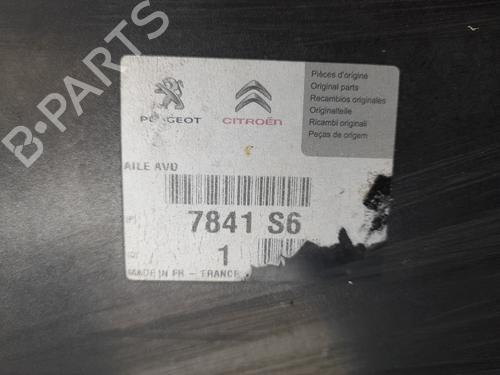 B-PARTS
PEUGEOT
CITROËN
Pièces d'origine
Original parts
Recambios originales
Originalteile
Ricambi originali
Peças de origem
AILE AVD
(P)
7841 S6
(Q)
1
MADE IN FR - FRANCE